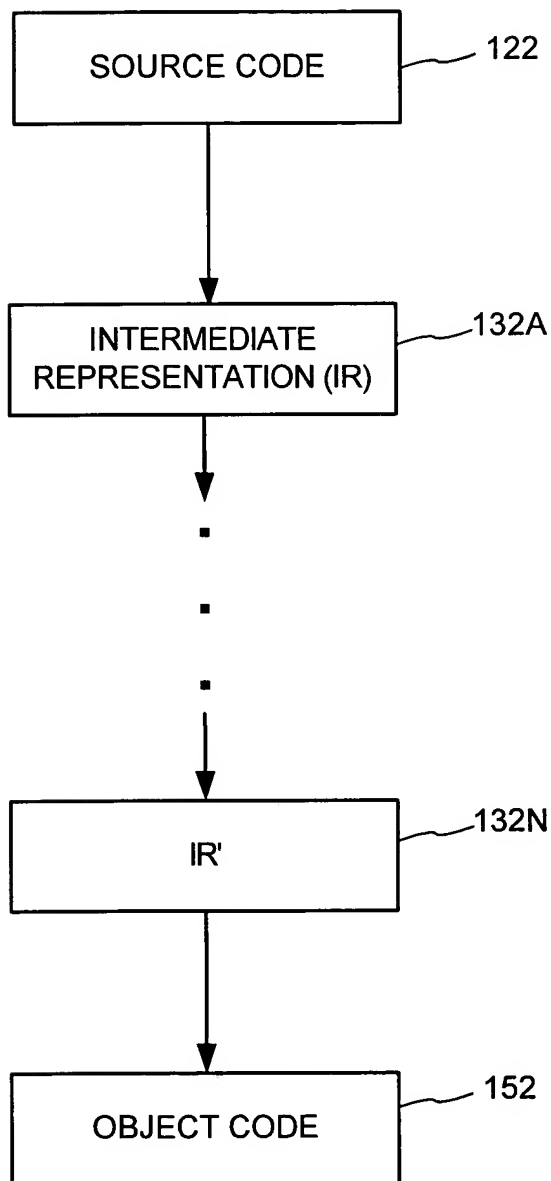 SOURCE CODE
122
INTERMEDIATE
REPRESENTATION (IR)
132A
IR'
132N
OBJECT CODE
152